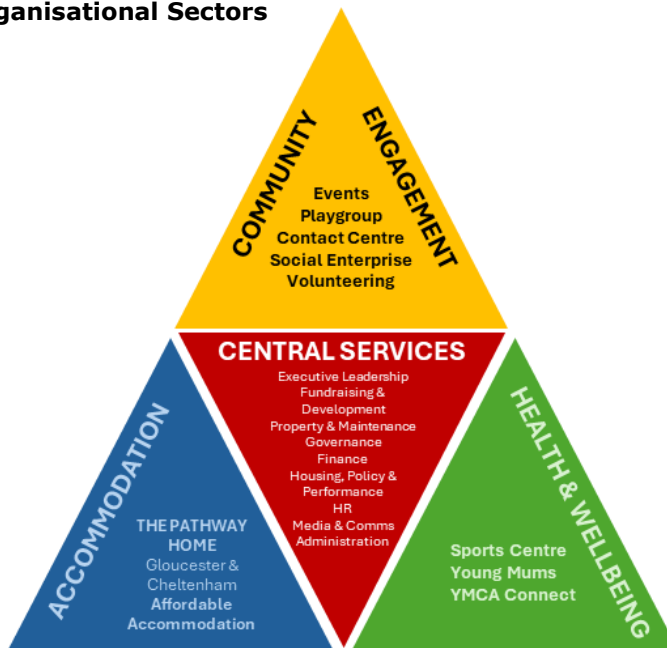 ganisational Sectors
COMMUNITY
ENGAGEMENT
Events
Playgroup
Contact Centre
Social Enterprise
Volunteering
CENTRAL SERVICES
Executive Leadership
Fundraising &
Development
Property & Maintenance
Governance
Finance
Housing, Policy &
Performance
HR
Media & Comms
Administration
ACCOMMODATION
THE PATHWAY
HOME
Gloucester &
Cheltenham
Affordable
Accommodation
HEALTH & WELLBEING
Sports Centre
Young Mums
YMCA Connect